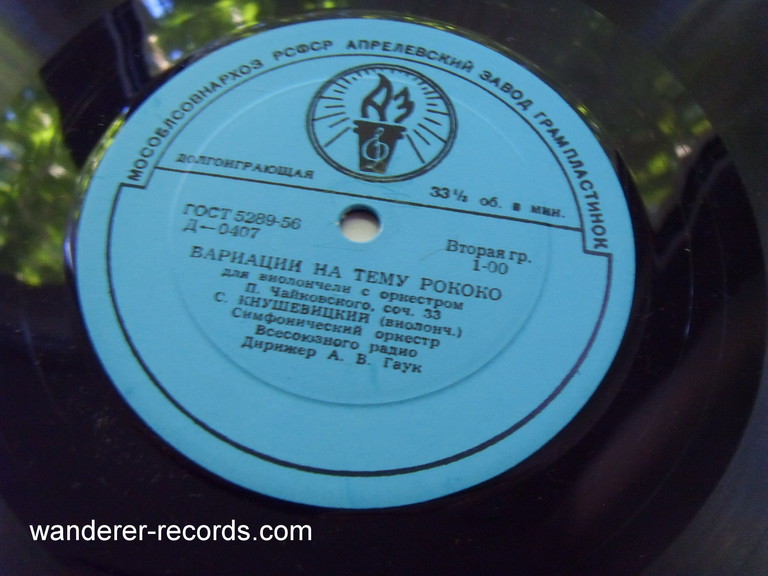 МОСОБЛСОВНАРХОЗ РСФСР АПРЕЛЕВСКИЙ ЗАВОД ГРАМПЛАСТИНОК
АЗ
ДОЛГОИГРАЮЩАЯ
33⅓ об. в мин.
ГОСТ 5289-56
Д—0407
Вторая гр.
1-00
ВАРИАЦИИ НА ТЕМУ РОКОКО
для виолончели с оркестром
П. Чайковского, соч. 33
С. КНУШЕВИЦКИЙ (виолонч.)
Симфонический оркестр
Всесоюзного радио
Дирижер А. В. Гаук
wanderer-records.com